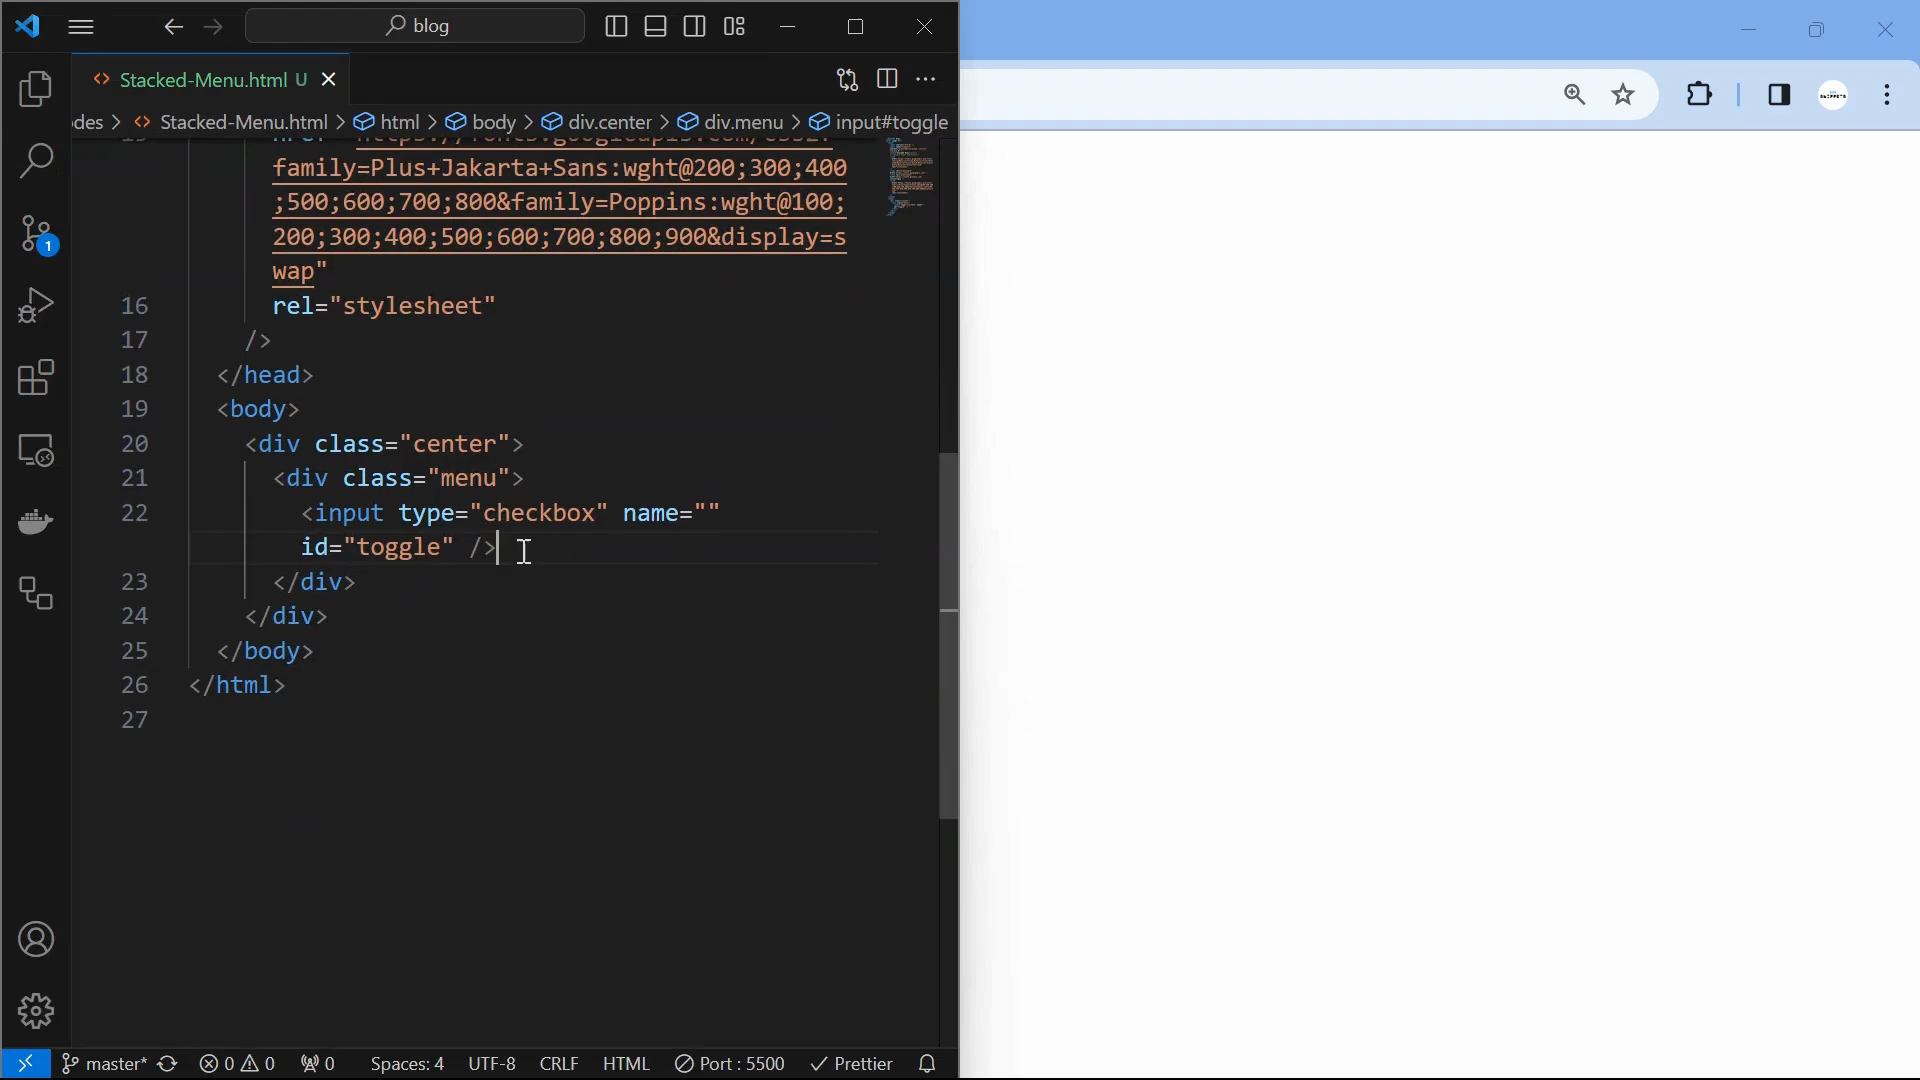 blog
Stacked-Menu.html U
des > Stacked-Menu.html > html > body > div.center > div.menu > input#toggle
family=Plus+Jakarta+Sans:wght@200;300;400
;500;600;700;800&family=Poppins:wght@100;
200;300;400;500;600;700;800;900&display=s
wap"
16 rel="stylesheet"
17 />
18 </head>
19 <body>
20 <div class="center">
21 <div class="menu">
22 <input type="checkbox" name=""
id="toggle" />
23 </div>
24 </div>
25 </body>
26 </html>
27
1
master* 0 0 0 Spaces: 4 UTF-8 CRLF HTML Port : 5500 Prettier